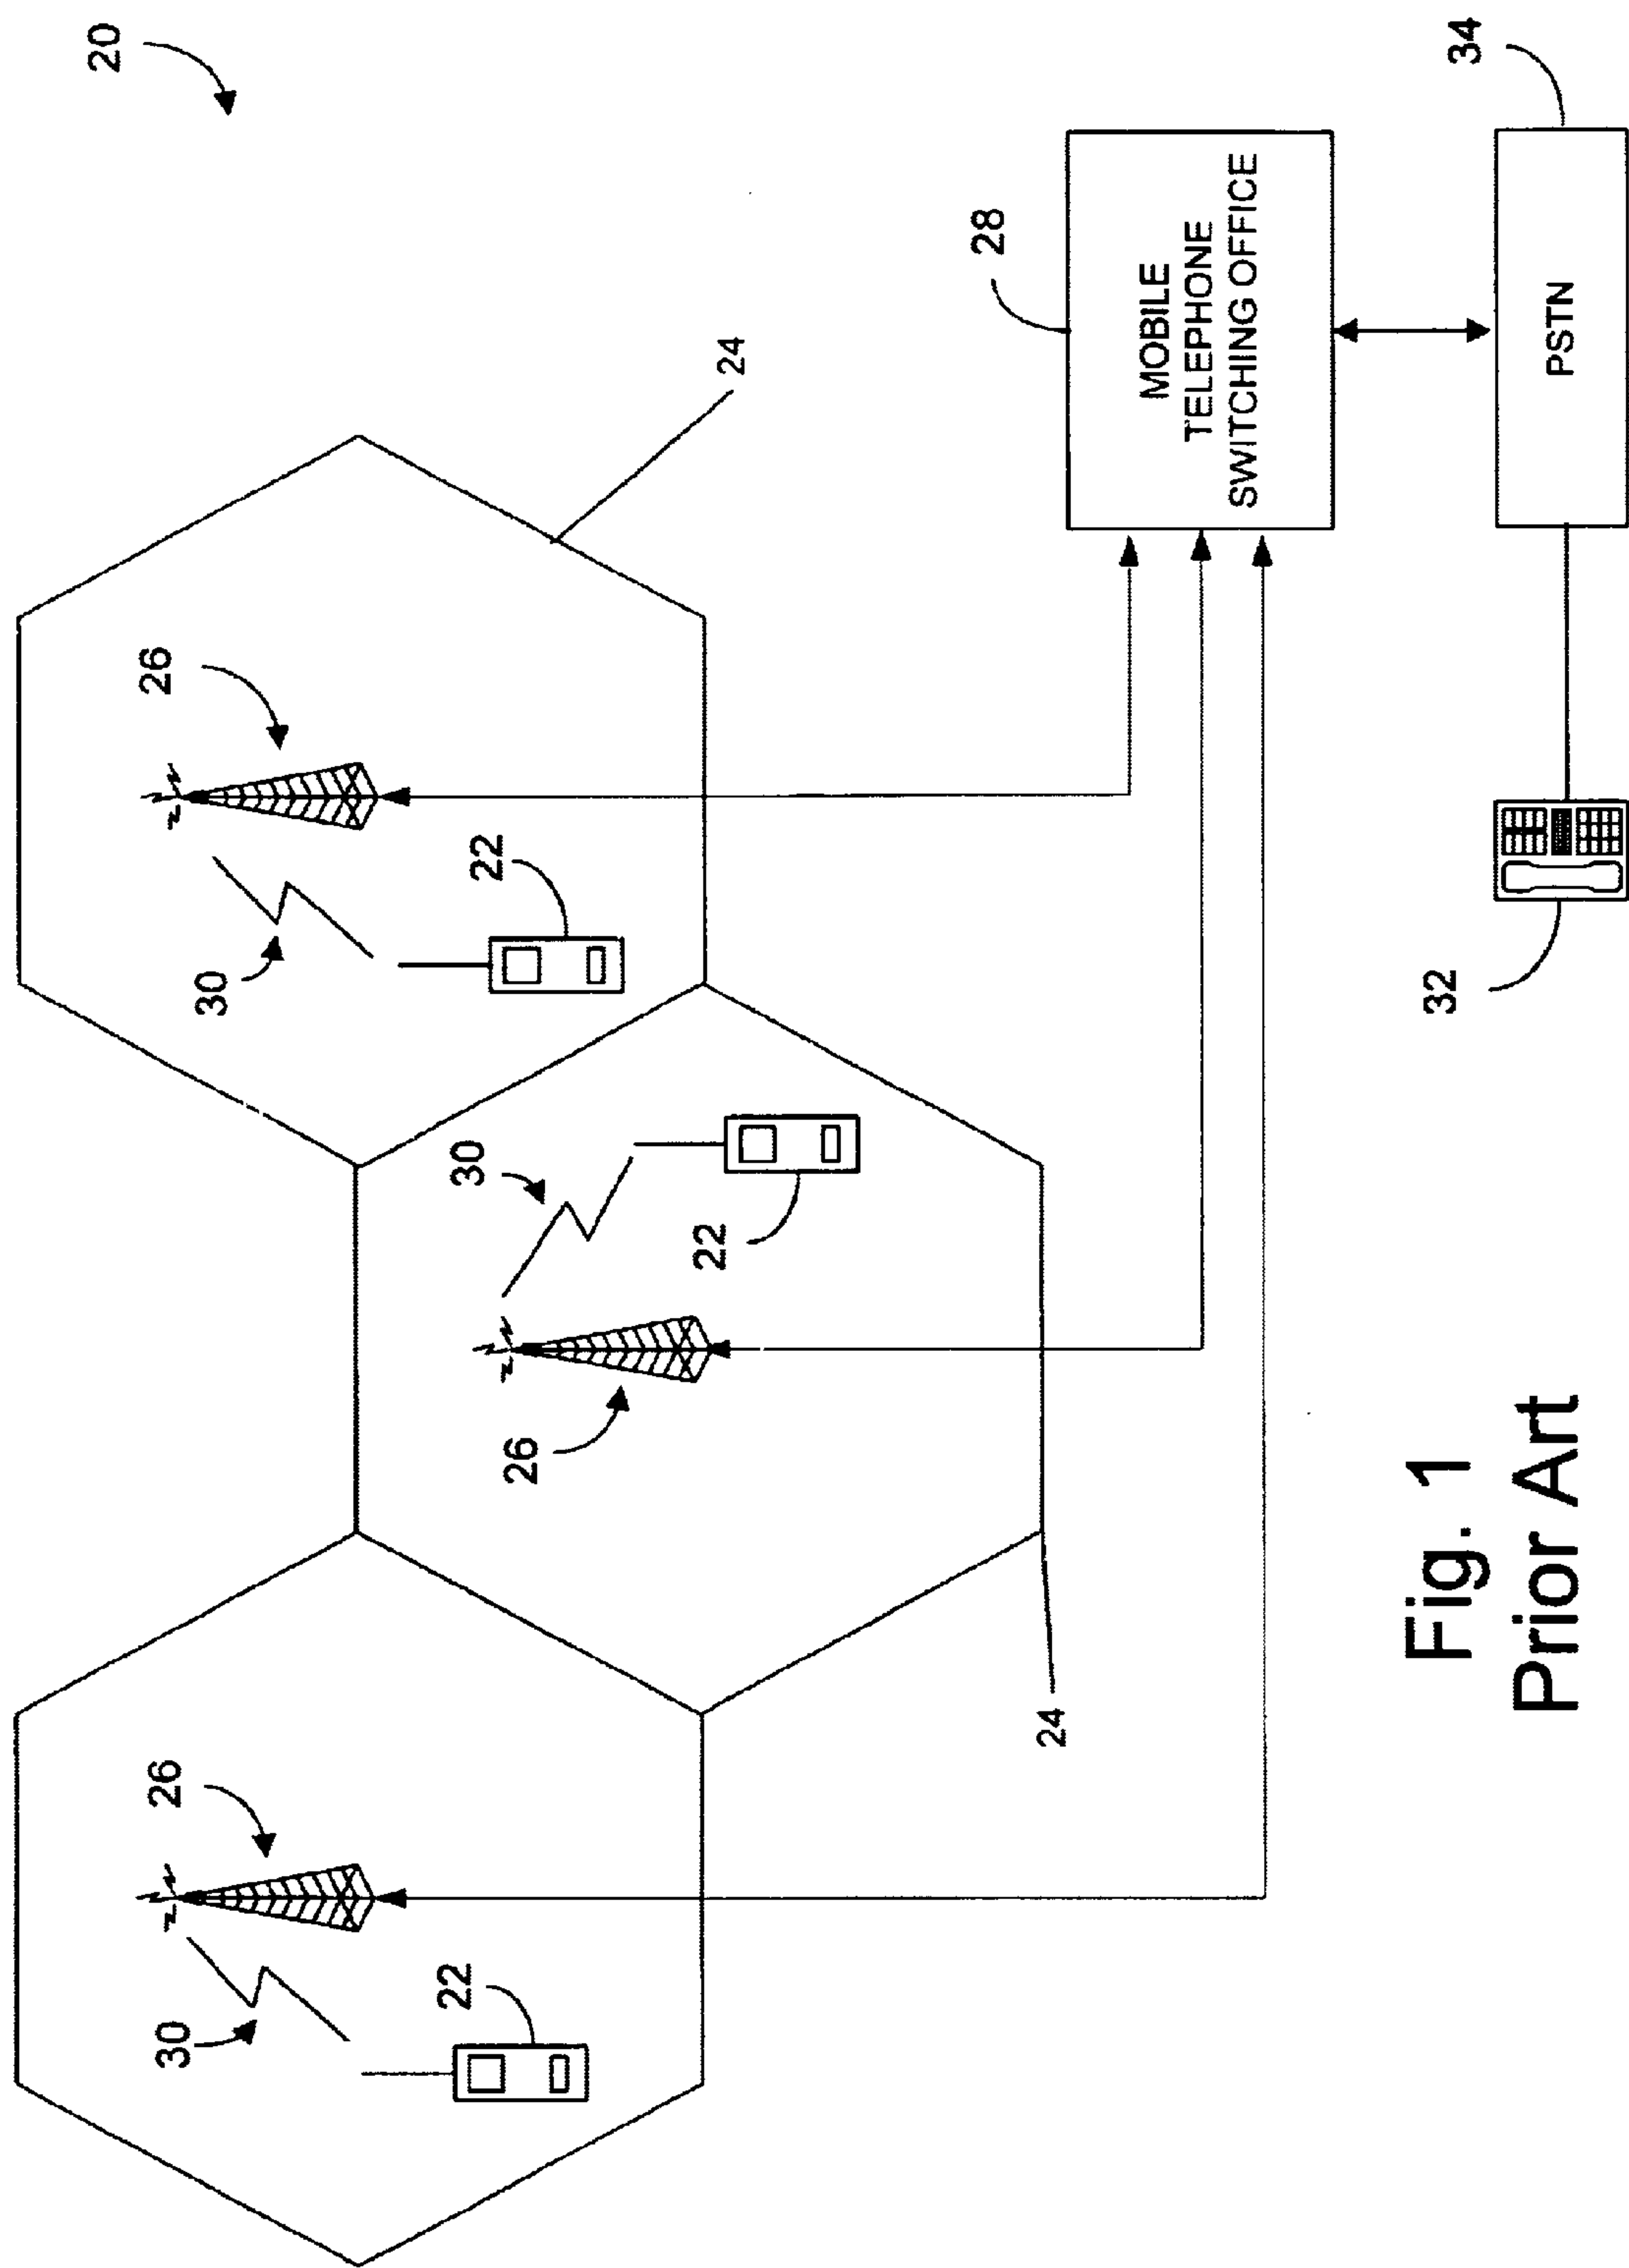 20
26
26
30
30
22
30
22
26
22
24
28
24
MOBILE
TELEPHONE
SWITCHING OFFICE
32
34
PSTN
Fig. 1
Prior Art